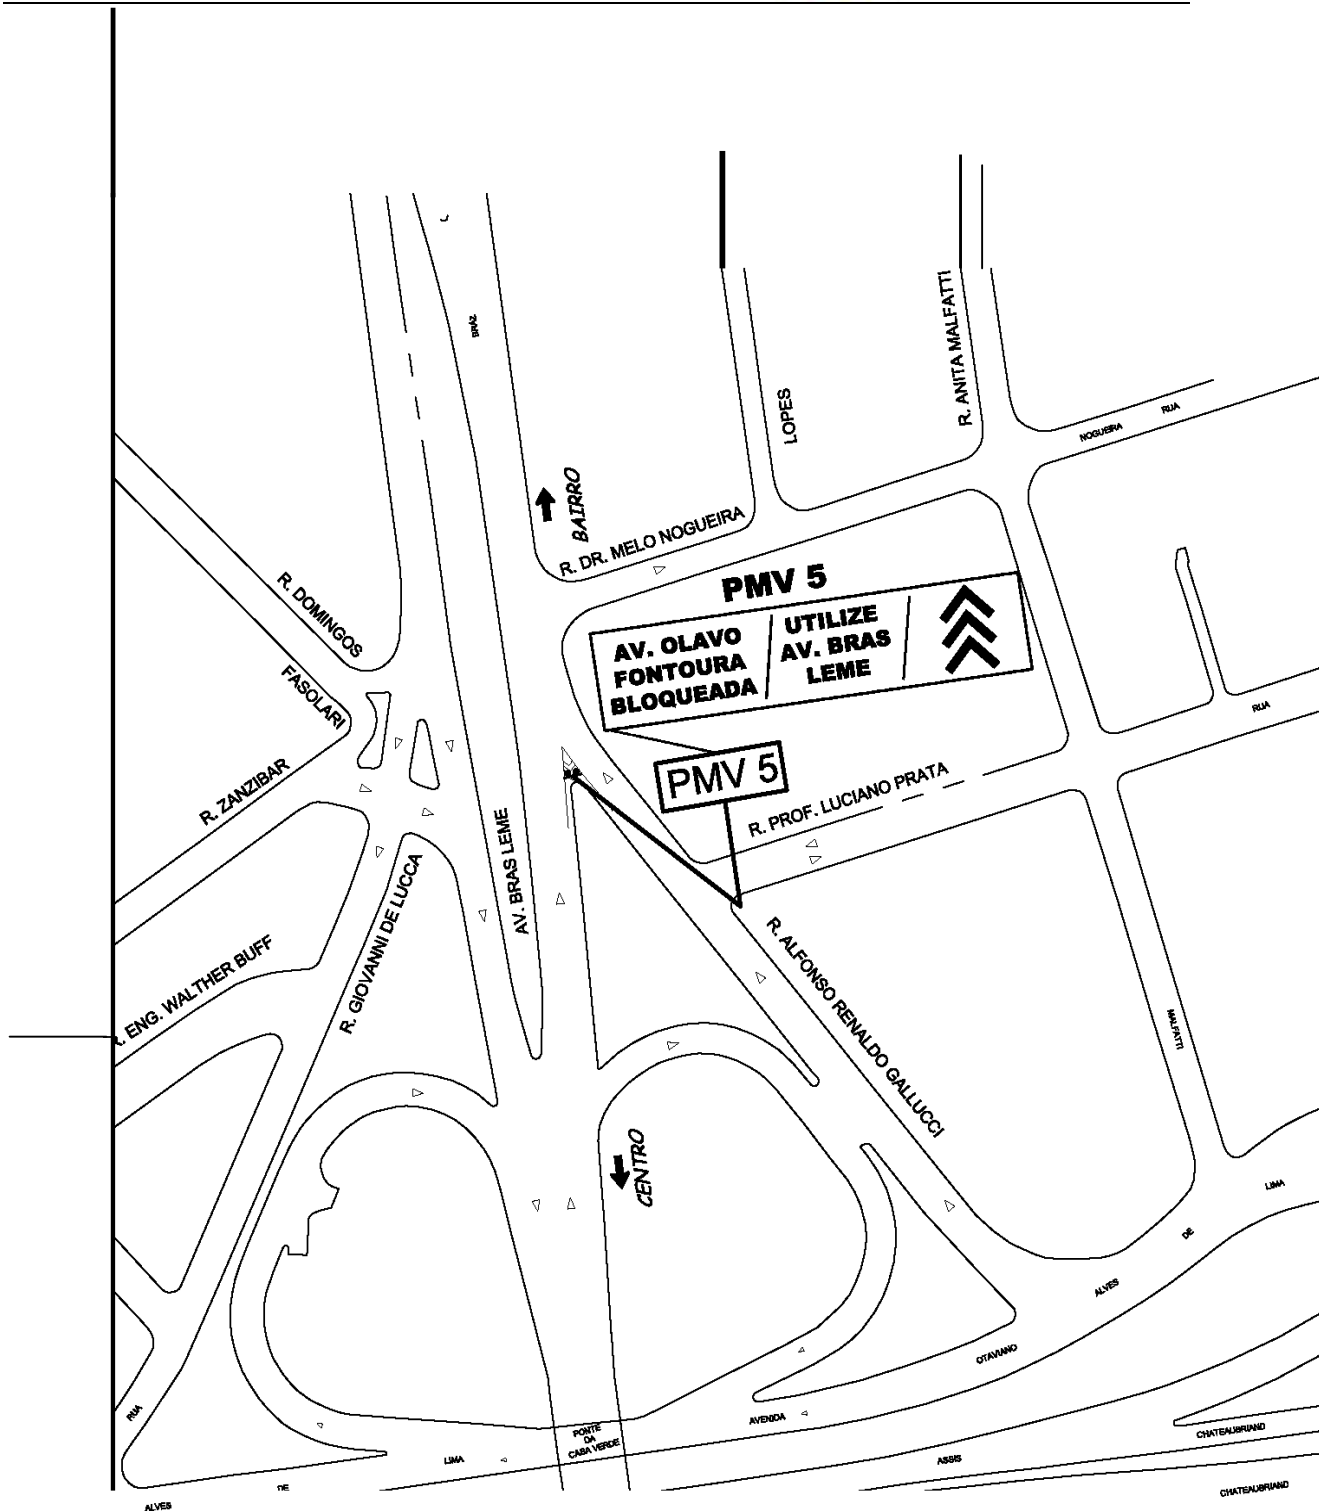 BRAZ
R. ANITA MALFATTI
LOPES
RUA
NOGUEIRA
BAIRRO
R. DR. MELO NOGUEIRA
R. DOMINGOS
FASOLARI
PMV 5
AV. OLAVO
FONTOURA
BLOQUEADA
UTILIZE
AV. BRAS
LEME
RUA
PMV 5
R. ZANZIBAR
R. PROF. LUCIANO PRATA
AV. BRAS LEME
R. GIOVANNI DE LUCCA
R. ENG. WALTHER BUFF
R. ALFONSO RENALDO GALLUCCI
MALFATTI
CENTRO
LIMA
DE
ALVES
OTAVIANO
AVENIDA
RUA
PONTE
DA
CASA VERDE
CHATEAUBRIAND
LIMA
ASSIS
DE
CHATEAUBRIAND
ALVES